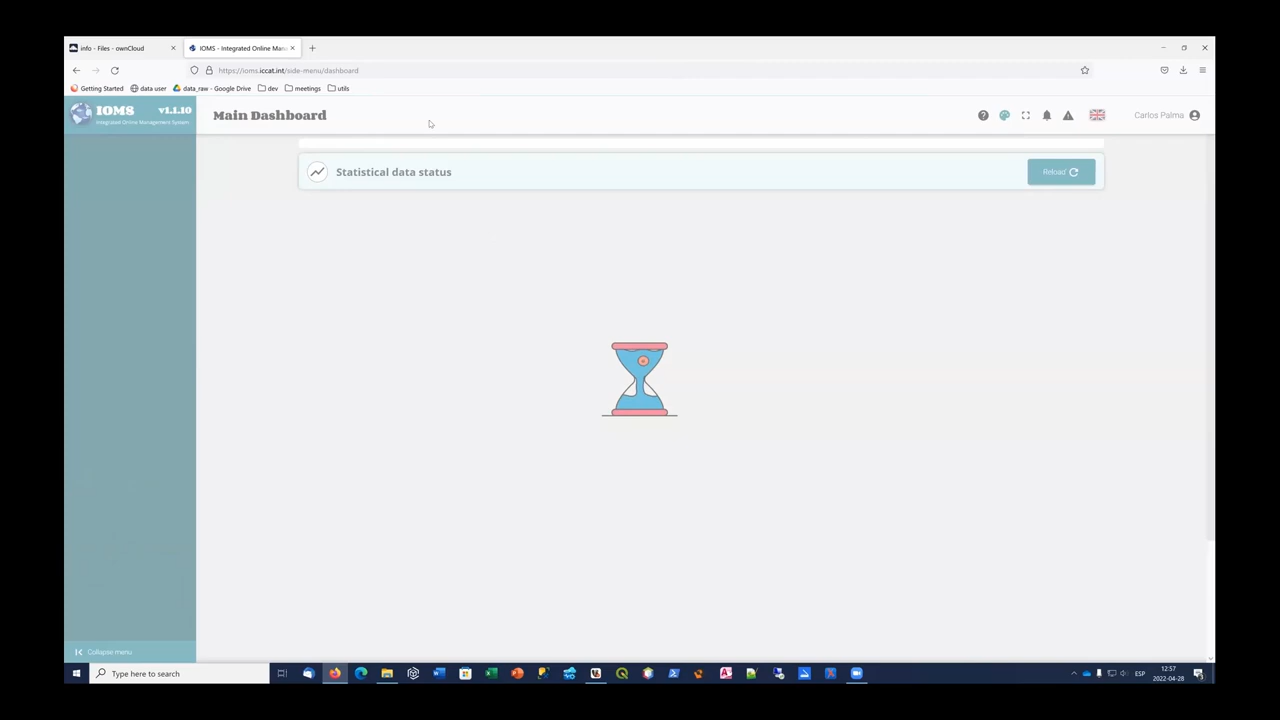 info - Files - ownCloud
IOMS - Integrated Online Man
https://ioms.iccat.int/side-menu/dashboard
Getting Started
data user
data_raw - Google Drive
dev
meetings
utils
IOMS
v1.1.10
Integrated Online Management System
Main Dashboard
Carlos Palma
Statistical data status
Reload
Collapse menu
Type here to search
ESP
12:57
2022-04-28